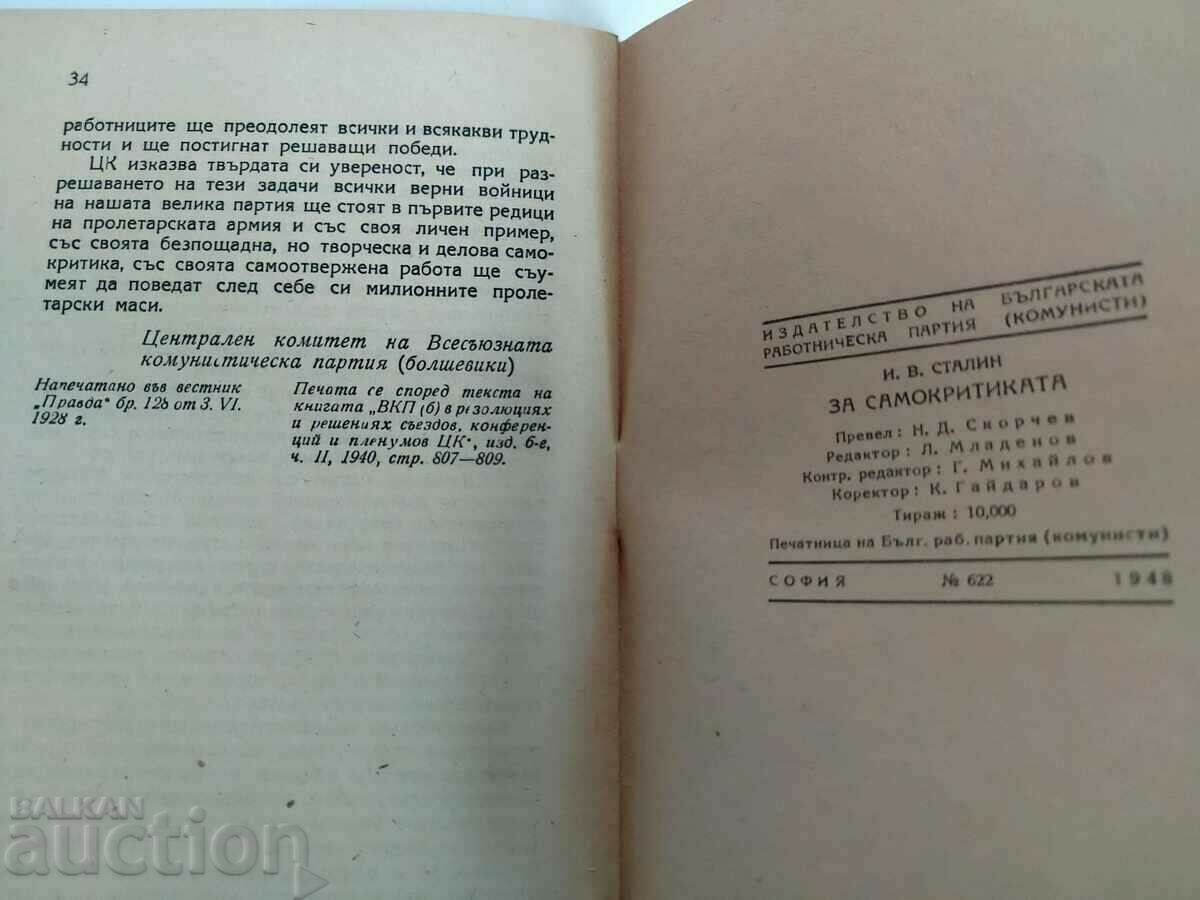 34
работниците ще преодолеят всички и всякакви труд-
ности и ще постигнат решаващи победи.
ЦК изказва твърдата си увереност, че при раз-
решаването на тези задачи всички верни войници
на нашата велика партия ще стоят в първите редици
на пролетарската армия и със своя личен пример,
със своята безпощадна, но творческа и делова само-
критика, със своята самоотвержена работа ще съу-
меят да поведат след себе си милионните проле-
тарски маси.
Централен комитет на Всесъюзната
комунистическа партия (болшевики)
Напечатано във вестник
„Правда“ бр. 128 от 3. VI.
1928 г.
Печата се според текста на
книгата „ВКП (б) в резолюциях
и решениях съездов, конферен-
ций и пленумов ЦК“, изд. 6-е,
ч. II, 1940, стр. 807—809.
ИЗДАТЕЛСТВО НА БЪЛГАРСКАТА
РАБОТНИЧЕСКА ПАРТИЯ (КОМУНИСТИ)
И. В. СТАЛИН
ЗА САМОКРИТИКАТА
Превел: Н. Д. Скорчев
Редактор: Л. Младенов
Контр. редактор: Г. Михайлов
Коректор: К. Гайдаров
Тираж: 10,000
Печатница на Бълг. раб. партия (комунисти)
СОФИЯ № 622 1948
BALKAN
auction